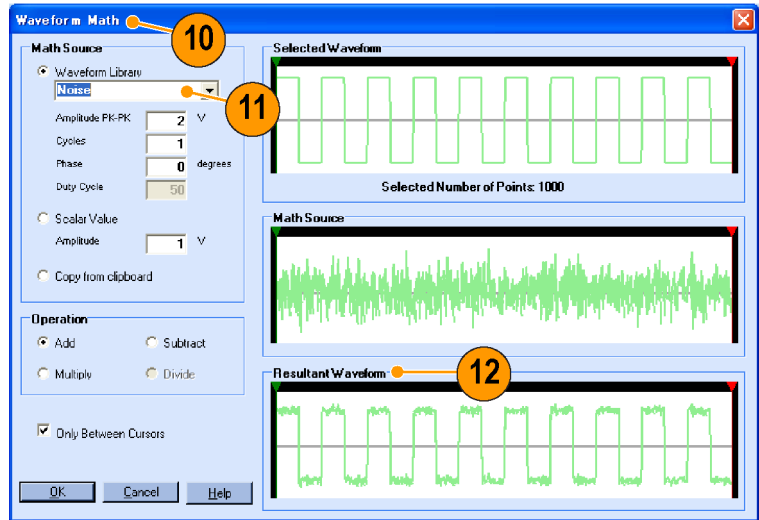 Waveform Math
10
Math Source
Waveform Library
Noise
11
Amplitude PK-PK 2 V
Cycles 1
Phase 0 degrees
Duty Cycle 50
Scalar Value
Amplitude 1 V
Copy from clipboard
Operation
Add Subtract
Multiply Divide
Only Between Cursors
OK Cancel Help
Selected Waveform
Selected Number of Points: 1000
Math Source
Resultant Waveform
12